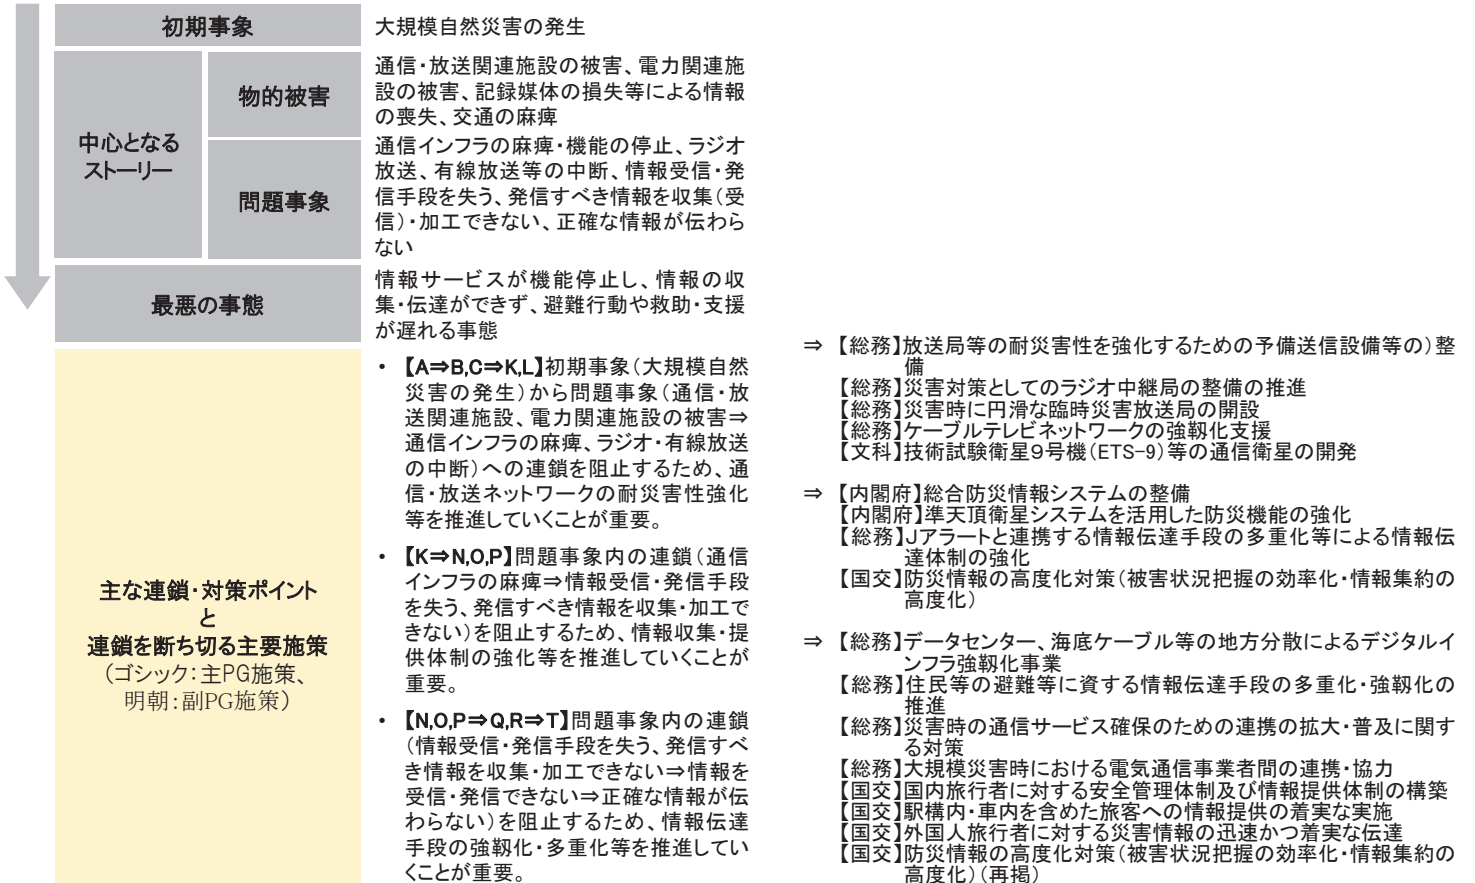 初期事象
大規模自然災害の発生
中心となる
ストーリー
物的被害
通信・放送関連施設の被害、電力関連施
設の被害、記録媒体の損失等による情報
の喪失、交通の麻痺
問題事象
通信インフラの麻痺・機能の停止、ラジオ
放送、有線放送等の中断、情報受信・発
信手段を失う、発信すべき情報を収集（受
信）・加工できない、正確な情報が伝わら
ない
最悪の事態
情報サービスが機能停止し、情報の収
集・伝達ができず、避難行動や救助・支援
が遅れる事態
主な連鎖・対策ポイント
と
連鎖を断ち切る主要施策
（ゴシック：主PG施策、
明朝：副PG施策）
・【A⇒B,C⇒K,L】初期事象（大規模自然
災害の発生）から問題事象（通信・放
送関連施設、電力関連施設の被害⇒
通信インフラの麻痺、ラジオ・有線放送
の中断）への連鎖を阻止するため、通
信・放送ネットワークの耐災害性強化
等を推進していくことが重要。
・【K⇒N,O,P】問題事象内の連鎖（通信
インフラの麻痺⇒情報受信・発信手段
を失う、発信すべき情報を収集・加工で
きない）を阻止するため、情報収集・提
供体制の強化等を推進していくことが
重要。
・【N,O,P⇒Q,R⇒T】問題事象内の連鎖
（情報受信・発信手段を失う、発信すべ
き情報を収集・加工できない⇒情報を
受信・発信できない⇒正確な情報が伝
わらない）を阻止するため、情報伝達
手段の強靱化・多重化等を推進してい
くことが重要。
⇒【総務】放送局等の耐災害性を強化するための予備送信設備等の）整
備
【総務】災害対策としてのラジオ中継局の整備の推進
【総務】災害時に円滑な臨時災害放送局の開設
【総務】ケーブルテレビネットワークの強靱化支援
【文科】技術試験衛星９号機（ETS-9）等の通信衛星の開発
⇒【内閣府】総合防災情報システムの整備
【内閣府】準天頂衛星システムを活用した防災機能の強化
【総務】Jアラートと連携する情報伝達手段の多重化等による情報伝
達体制の強化
【国交】防災情報の高度化対策（被害状況把握の効率化・情報集約の
高度化）
⇒【総務】データセンター、海底ケーブル等の地方分散によるデジタルイ
ンフラ強靱化事業
【総務】住民等の避難等に資する情報伝達手段の多重化・強靱化の
推進
【総務】災害時の通信サービス確保のための連携の拡大・普及に関す
る対策
【総務】大規模災害時における電気通信事業者間の連携・協力
【国交】国内旅行者に対する安全管理体制及び情報提供体制の構築
【国交】駅構内・車内を含めた旅客への情報提供の着実な実施
【国交】外国人旅行者に対する災害情報の迅速かつ着実な伝達
【国交】防災情報の高度化対策（被害状況把握の効率化・情報集約の
高度化）（再掲）